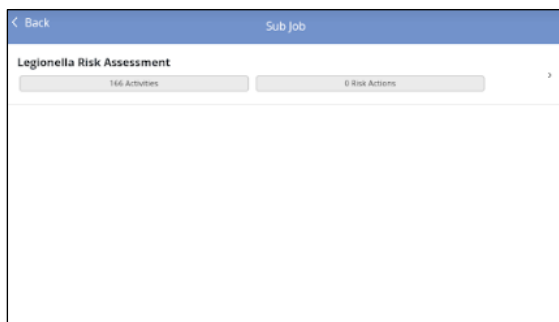 Back
Sub Job
Legionella Risk Assessment
166 Activities
0 Risk Actions